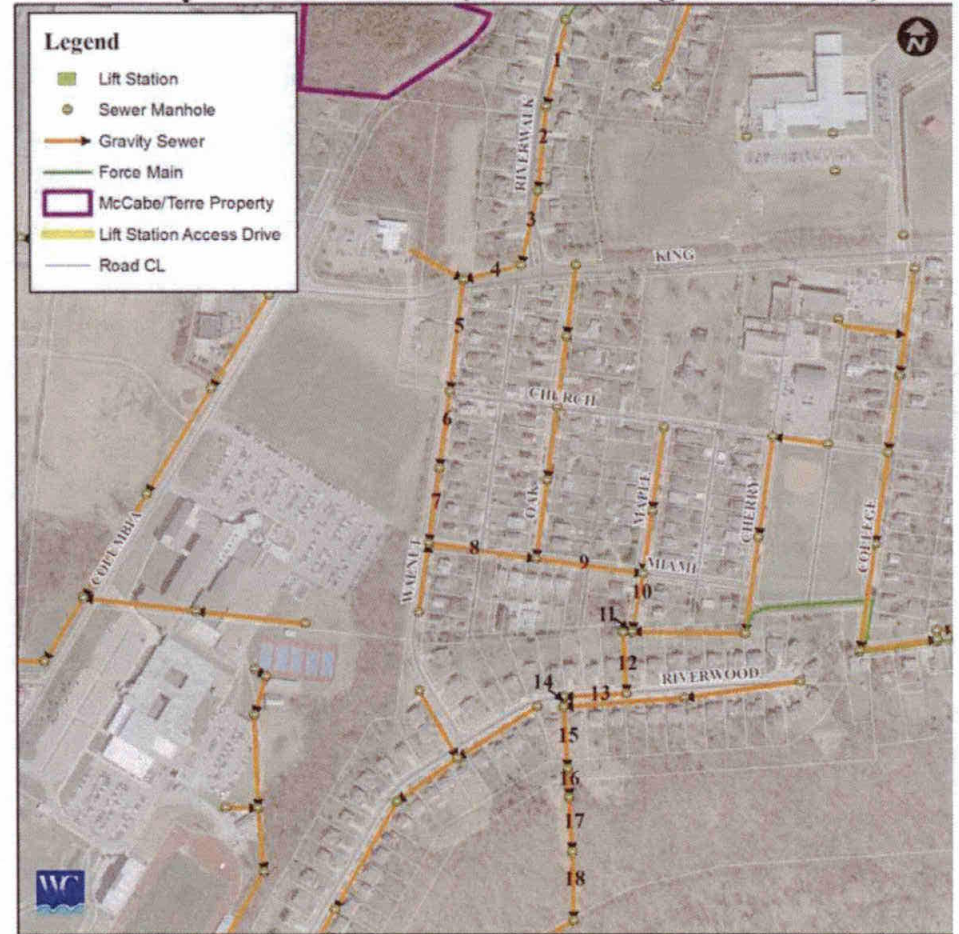 Legend
Lift Station
Sewer Manhole
Gravity Sewer
Force Main
McCabe/Terre Property
Lift Station Access Drive
Road CL
N
1
RIVERWALK
2
3
KING
4
5
CHURCH
6
7
OAK
MAPLE
CHERRY
COLLEGE
COLUMBIA
WALNUT
8
9
MIAMI
10
11
12
RIVERWOOD
14
13
15
16
17
18
WC